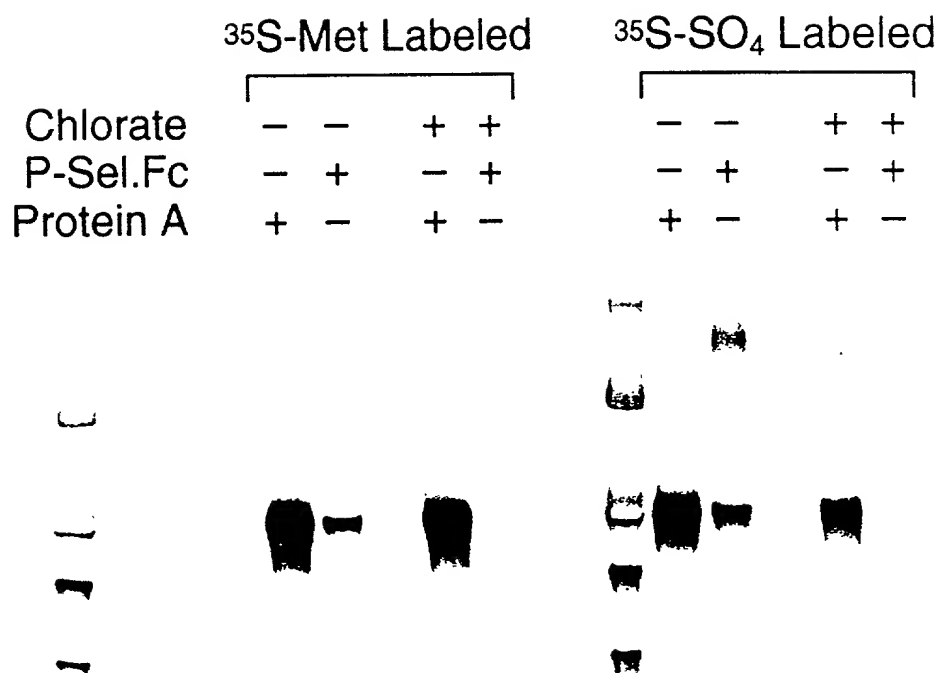 ³⁵S-Met Labeled ³⁵S-SO₄ Labeled
Chlorate − − + + − − + +
P-Sel.Fc − + − + − + − +
Protein A + − + − + − + −